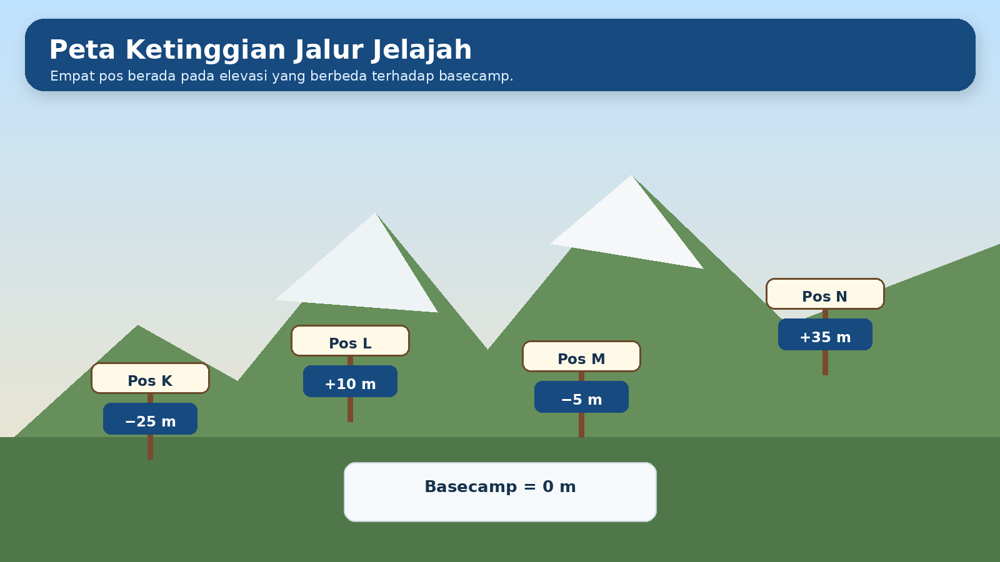 Peta Ketinggian Jalur Jelajah
Empat pos berada pada elevasi yang berbeda terhadap basecamp.
Pos K
−25 m
Pos L
+10 m
Pos M
−5 m
Pos N
+35 m
Basecamp = 0 m